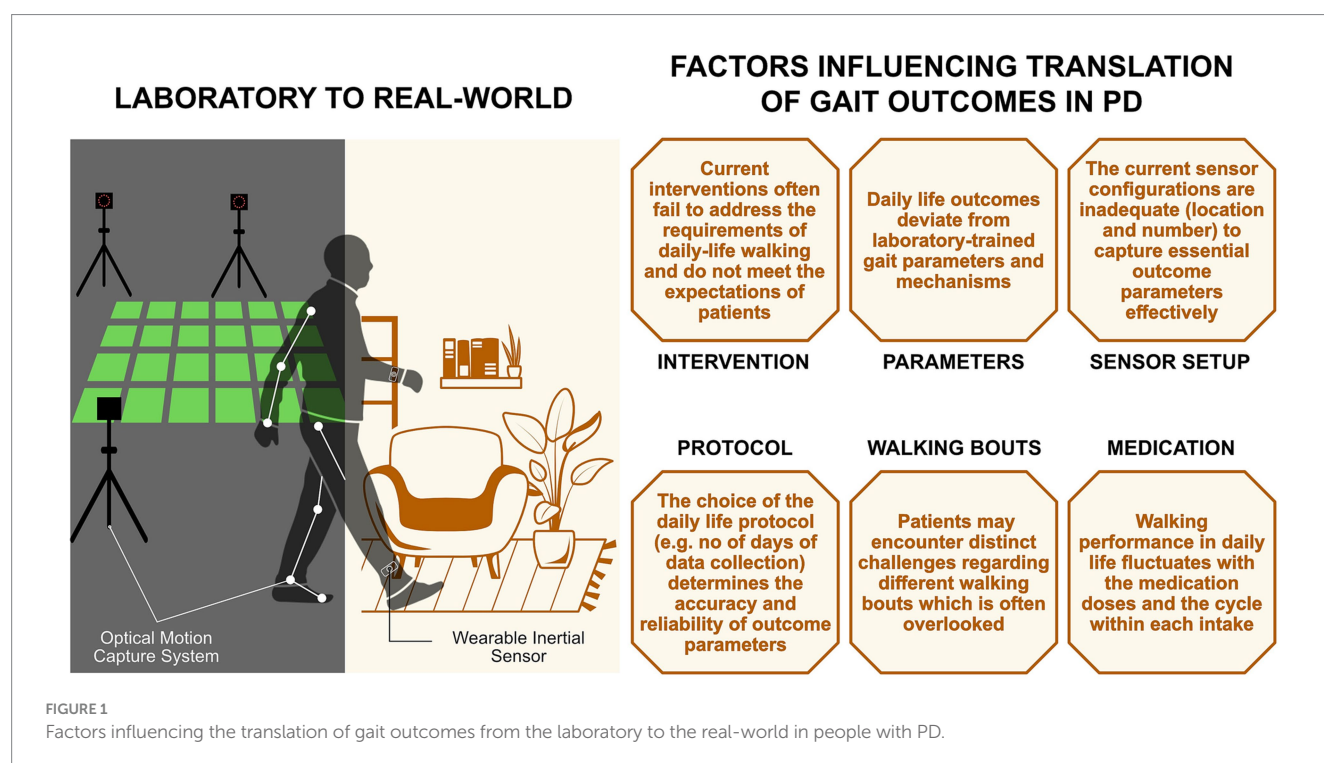 LABORATORY TO REAL-WORLD
Optical Motion
Capture System
Wearable Inertial
Sensor
FACTORS INFLUENCING TRANSLATION
OF GAIT OUTCOMES IN PD
Current
interventions often
fail to address the
requirements of
daily-life walking
and do not meet the
expectations of
patients
INTERVENTION
Daily life outcomes
deviate from
laboratory-trained
gait parameters and
mechanisms
PARAMETERS
The current sensor
configurations are
inadequate (location
and number) to
capture essential
outcome
parameters
effectively
SENSOR SETUP
PROTOCOL
The choice of the
daily life protocol
(e.g. no of days of
data collection)
determines the
accuracy and
reliability of outcome
parameters
WALKING BOUTS
Patients may
encounter distinct
challenges regarding
different walking
bouts which is often
overlooked
MEDICATION
Walking
performance in daily
life fluctuates with
the medication
doses and the cycle
within each intake
FIGURE 1
Factors influencing the translation of gait outcomes from the laboratory to the real-world in people with PD.